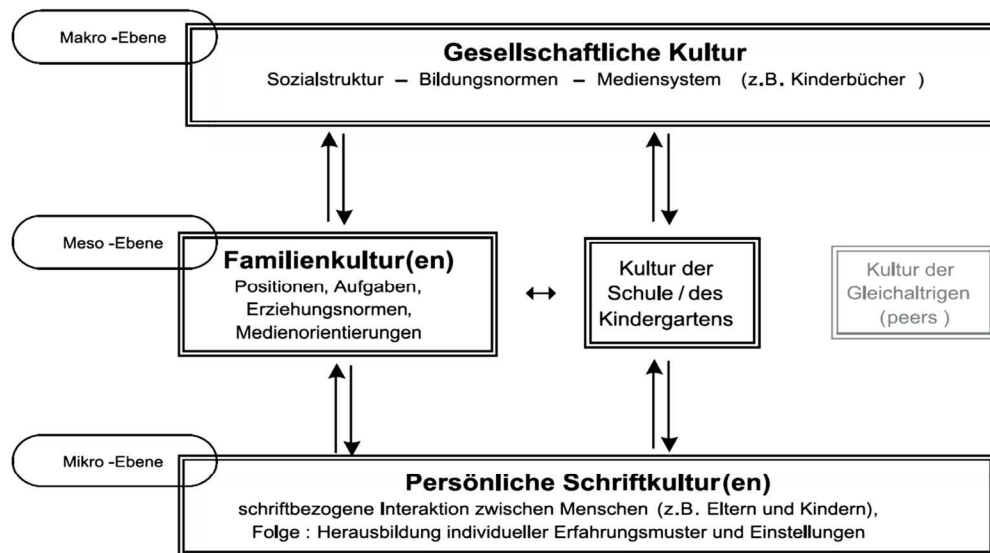 Makro -Ebene
Gesellschaftliche Kultur
Sozialstruktur – Bildungsnormen – Mediensystem (z.B. Kinderbücher )
Meso -Ebene
Familienkultur(en)
Positionen, Aufgaben,
Erziehungsnormen,
Medienorientierungen
Kultur der
Schule / des
Kindergartens
Kultur der
Gleichaltrigen
(peers )
Mikro -Ebene
Persönliche Schriftkultur(en)
schriftbezogene Interaktion zwischen Menschen (z.B. Eltern und Kindern),
Folge : Herausbildung individueller Erfahrungsmuster und Einstellungen